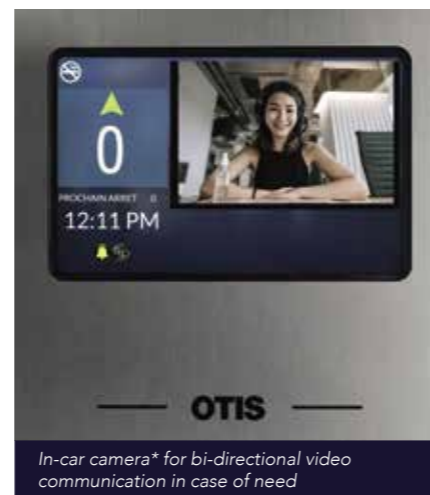 0
PROCHAIN ARRET 0
12:11 PM
OTIS
In-car camera* for bi-directional video
communication in case of need